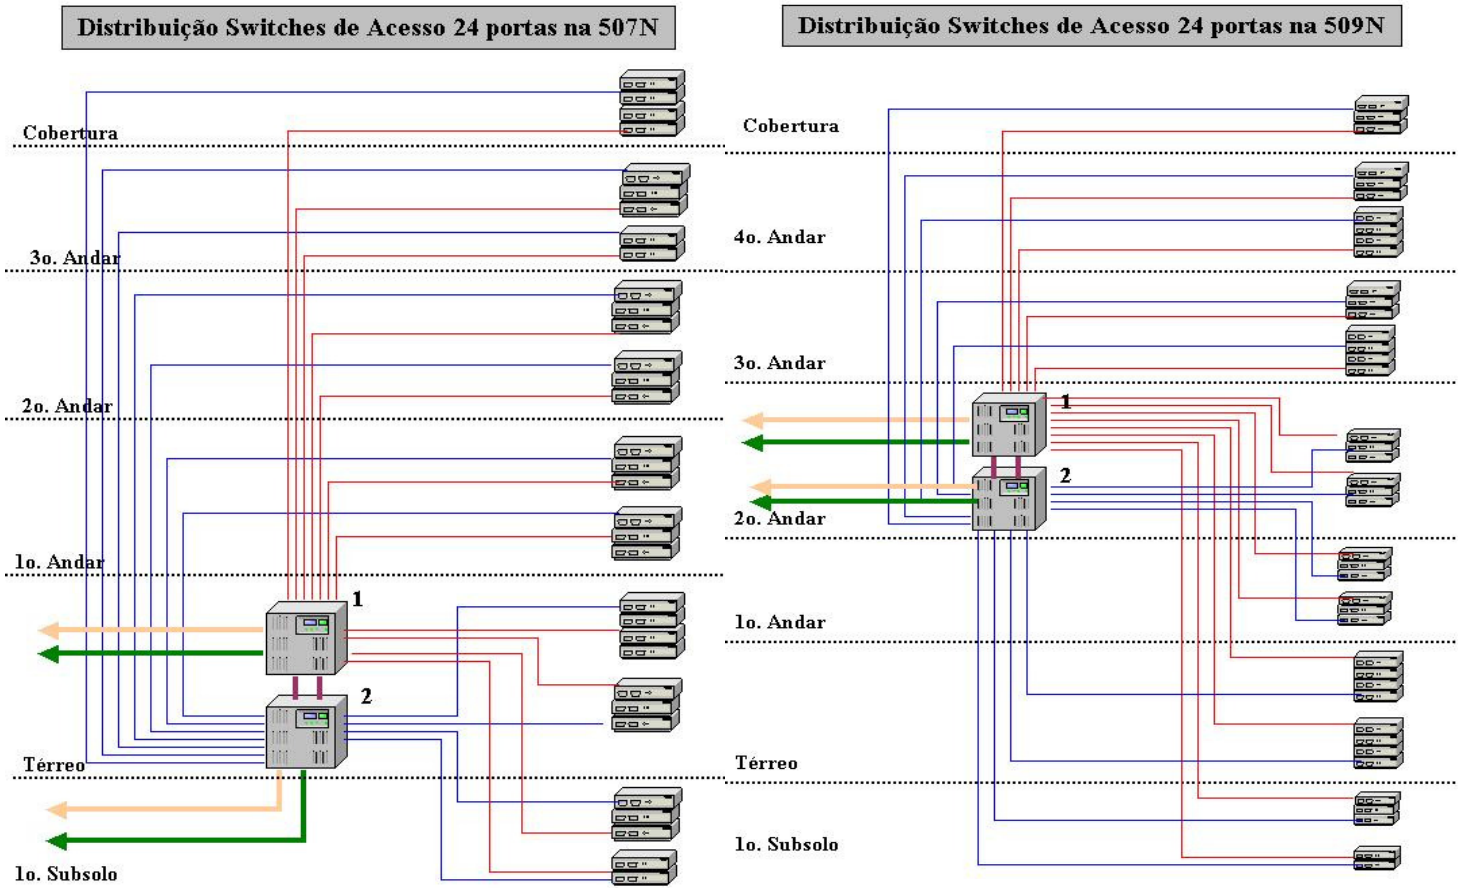 Distribuição Switches de Acesso 24 portas na 507N
Cobertura
3o. Andar
2o. Andar
1o. Andar
1
2
Térreo
1o. Subsolo
Distribuição Switches de Acesso 24 portas na 509N
Cobertura
4o. Andar
3o. Andar
1
2
2o. Andar
1o. Andar
Térreo
1o. Subsolo